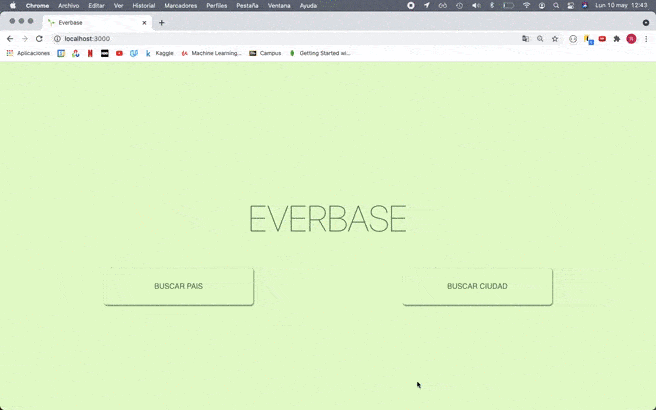 Chrome Archivo Editar Ver Historial Marcadores Perfiles Pestaña Ventana Ayuda Lun 10 may 12:43
Everbase
localhost:3000
Aplicaciones Kaggle Machine Learning... Campus Getting Started wi...
EVERBASE
BUSCAR PAIS BUSCAR CIUDAD